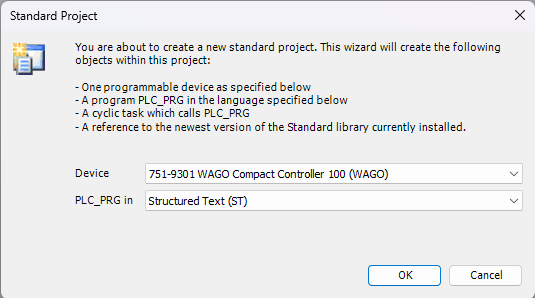 Standard Project
You are about to create a new standard project. This wizard will create the following
objects within this project:
- One programmable device as specified below
- A program PLC_PRG in the language specified below
- A cyclic task which calls PLC_PRG
- A reference to the newest version of the Standard library currently installed.
Device
751-9301 WAGO Compact Controller 100 (WAGO)
PLC_PRG in
Structured Text (ST)
OK
Cancel